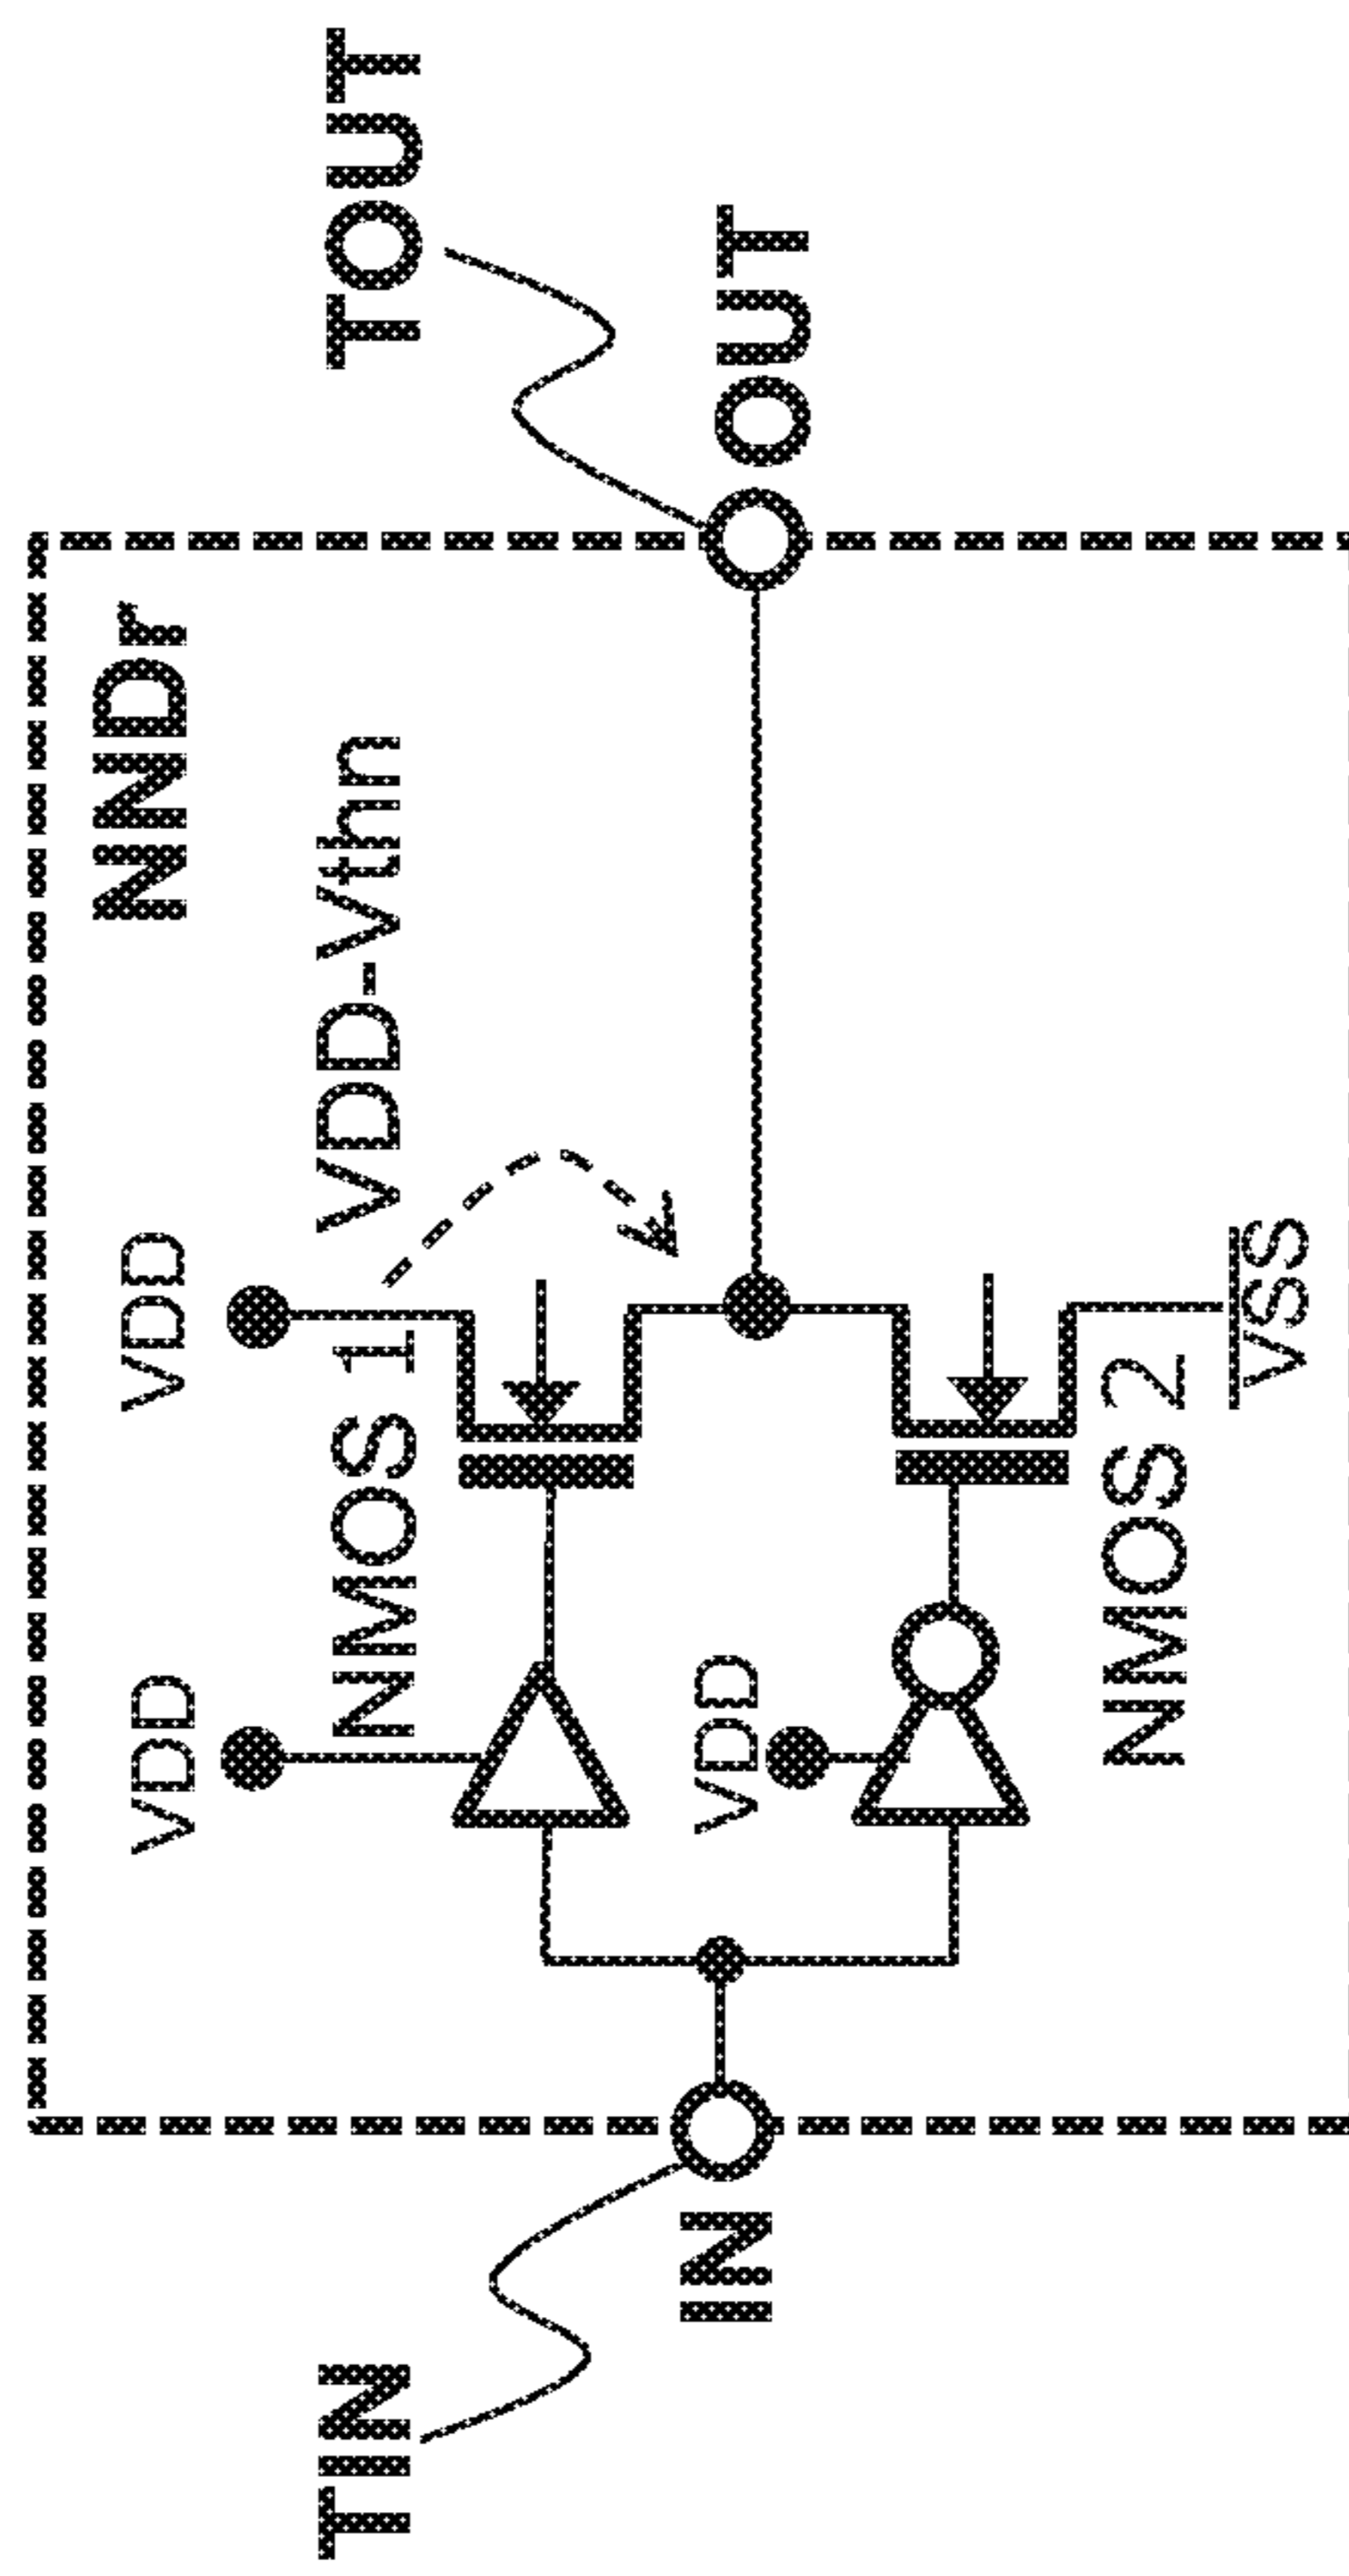 NNDr
VDD
VDD
NMOS 1
VDD-Vthn
TIN
TOUT
VDD
IN
OUT
NMOS 2
VSS